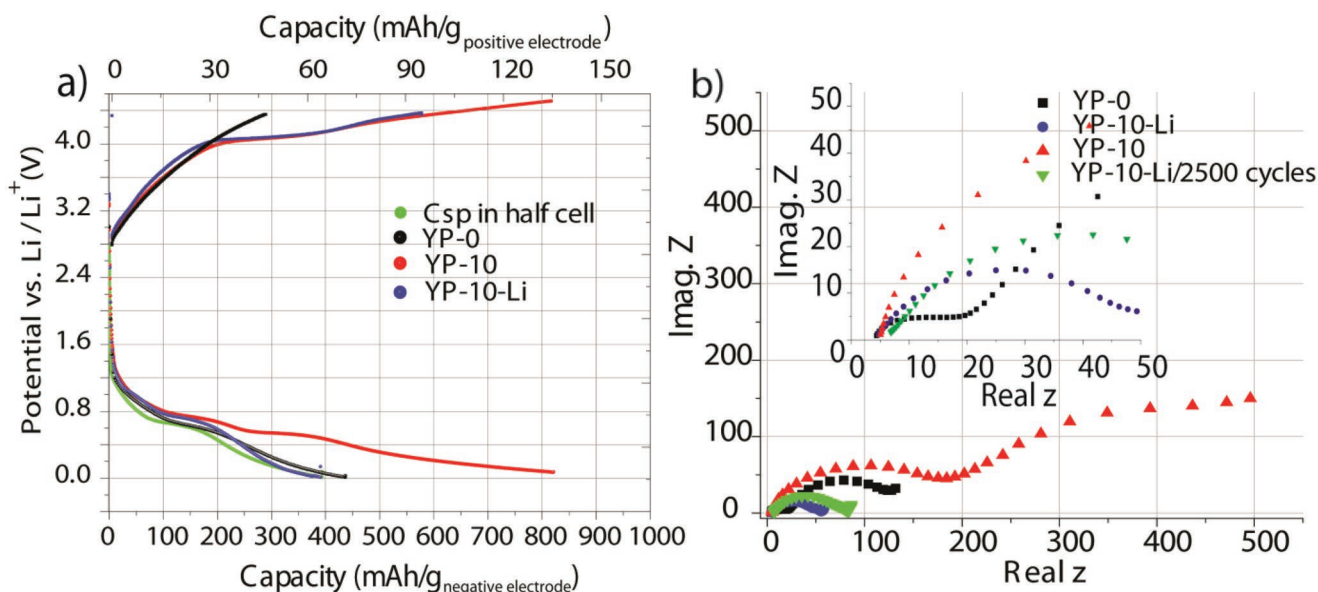 Capacity (mAh/g positive electrode)
0 30 60 90 120 150
a)
4.0
3.2
2.4
1.6
0.8
0.0
Potential vs. Li / Li+ (V)
Csp in half cell
YP-0
YP-10
YP-10-Li
0 100 200 300 400 500 600 700 800 900 1000
Capacity (mAh/g negative electrode)
b)
500
400
300
200
100
0
Imag. Z
50
40
30
20
10
0
Imag. Z
YP-0
YP-10-Li
YP-10
YP-10-Li/2500 cycles
0 10 20 30 40 50
Real z
0 100 200 300 400 500
Real z